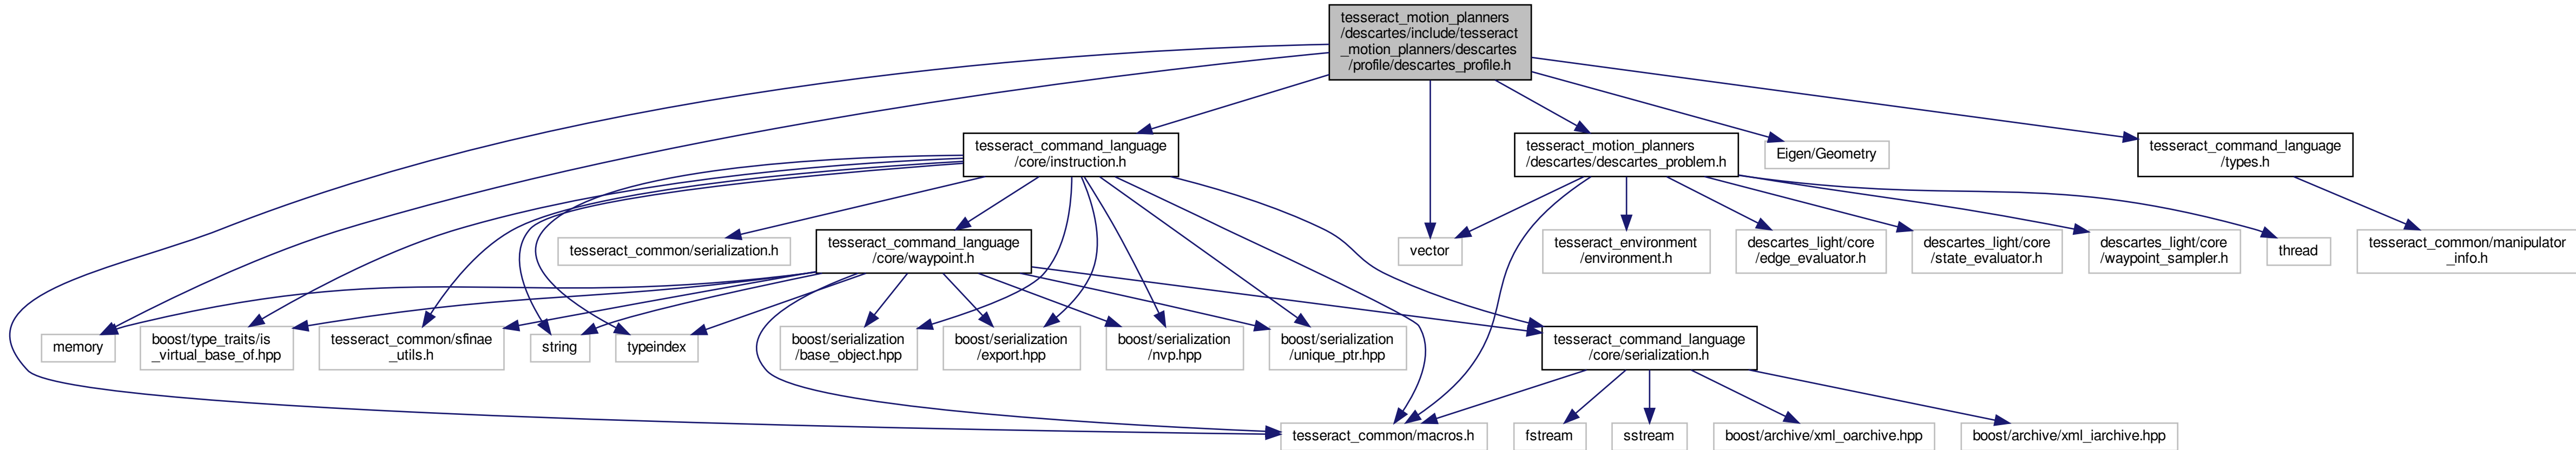 tesseract_motion_planners
/descartes/include/tesseract
_motion_planners/descartes
/profile/descartes_profile.h
tesseract_command_language
/core/instruction.h
tesseract_motion_planners
/descartes/descartes_problem.h
Eigen/Geometry
tesseract_command_language
/types.h
tesseract_common/serialization.h
tesseract_command_language
/core/waypoint.h
vector
tesseract_environment
/environment.h
descartes_light/core
/edge_evaluator.h
descartes_light/core
/state_evaluator.h
descartes_light/core
/waypoint_sampler.h
thread
tesseract_common/manipulator
_info.h
memory
boost/type_traits/is
_virtual_base_of.hpp
tesseract_common/sfinae
_utils.h
string
typeindex
boost/serialization
/base_object.hpp
boost/serialization
/export.hpp
boost/serialization
/nvp.hpp
boost/serialization
/unique_ptr.hpp
tesseract_command_language
/core/serialization.h
tesseract_common/macros.h
fstream
sstream
boost/archive/xml_oarchive.hpp
boost/archive/xml_iarchive.hpp